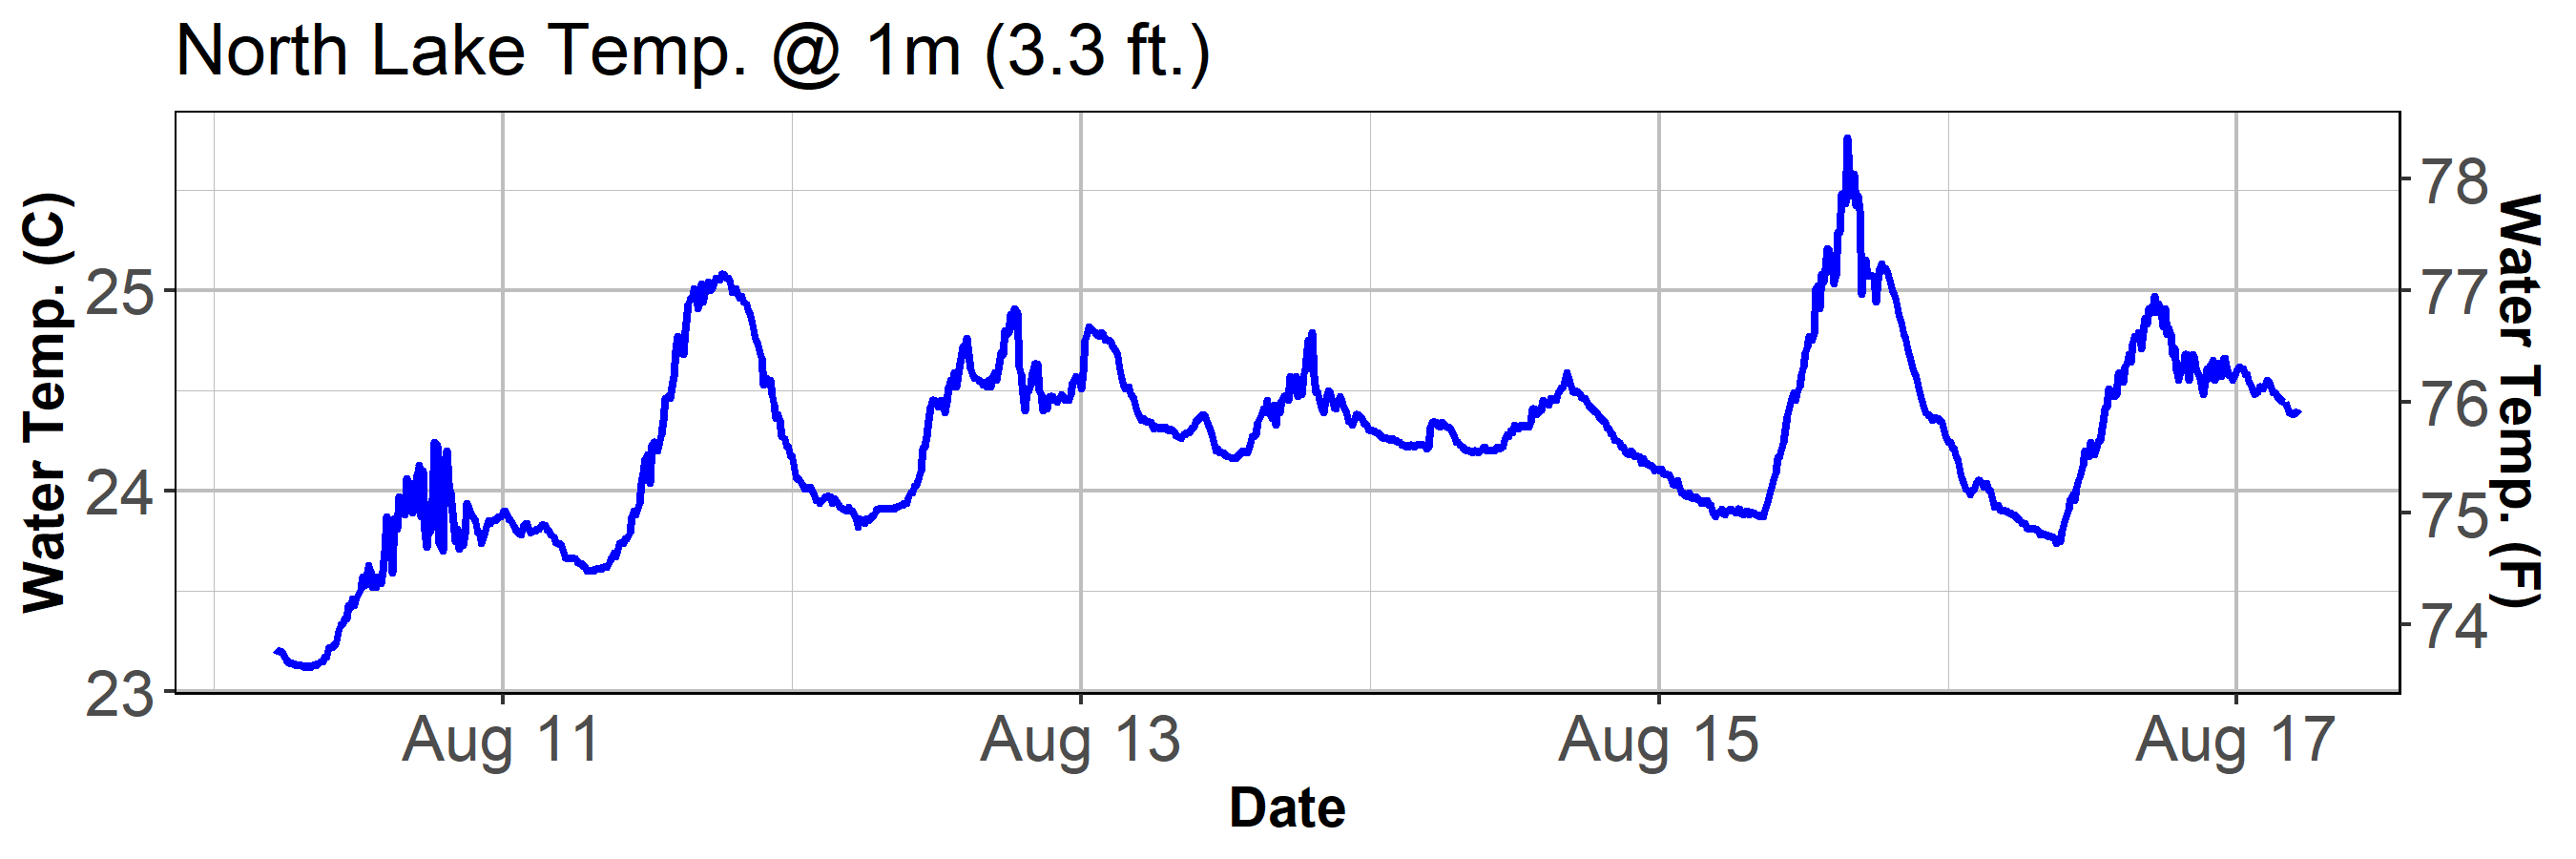 North Lake Temp. @ 1m (3.3 ft.)
Water Temp. (C)
25
24
23
78
77
76
75
74
Water Temp. (F)
Aug 11
Aug 13
Aug 15
Aug 17
Date